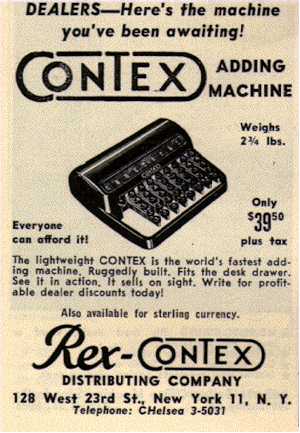 DEALERS—Here's the machine
you've been awaiting!
CONTEX ADDING
MACHINE
Weighs
2¾ lbs.
Only
$39.50
plus tax
Everyone
can afford it!
The lightweight CONTEX is the world's fastest add-
ing machine. Ruggedly built. Fits the desk drawer.
See it in action. It sells on sight. Write for profit-
able dealer discounts today!
Also available for sterling currency.
Rex-CONTEX
DISTRIBUTING COMPANY
128 West 23rd St., New York 11, N. Y.
Telephone: CHelsea 3-5031